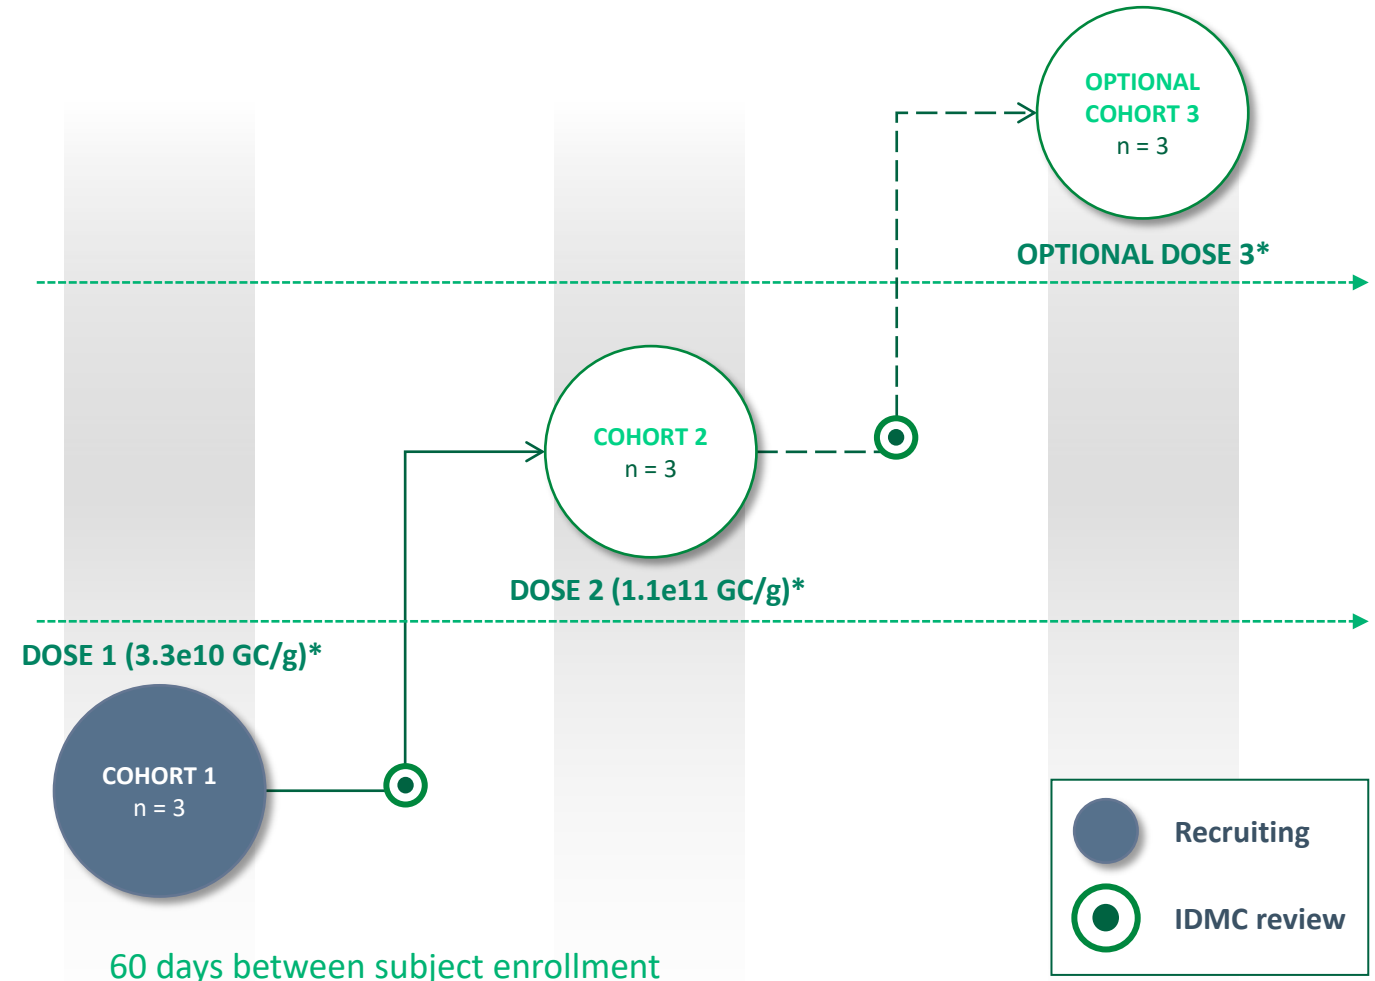 OPTIONAL
COHORT 3
n = 3
OPTIONAL DOSE 3*
COHORT 2
n = 3
DOSE 2 (1.1e11 GC/g)*
DOSE 1 (3.3e10 GC/g)*
COHORT 1
n = 3
Recruiting
IDMC review
60 days between subject enrollment